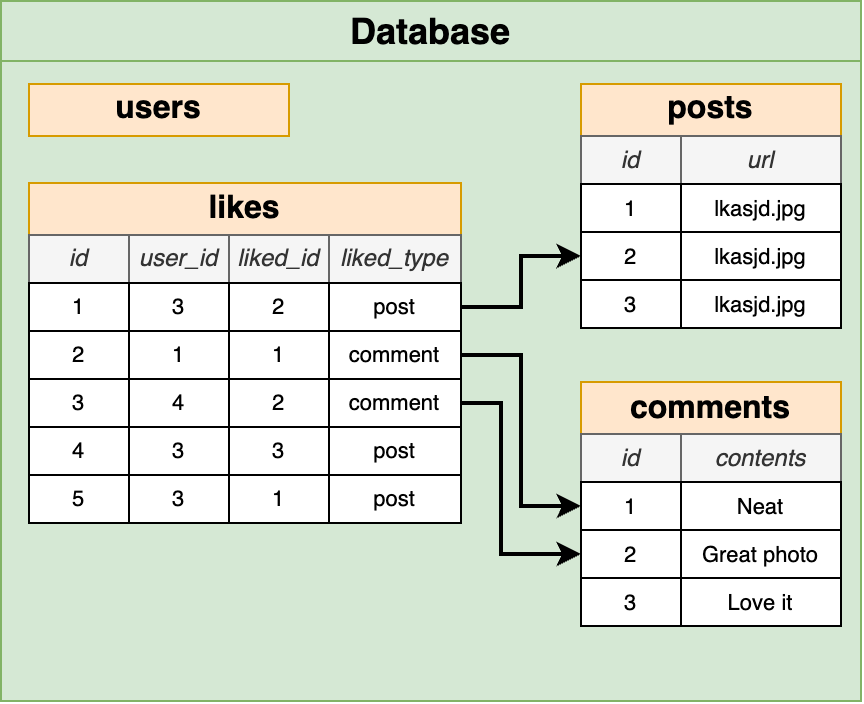 Database
users
likes
id user_id liked_id liked_type
1 3 2 post
2 1 1 comment
3 4 2 comment
4 3 3 post
5 3 1 post
posts
id url
1 lkasjd.jpg
2 lkasjd.jpg
3 lkasjd.jpg
comments
id contents
1 Neat
2 Great photo
3 Love it